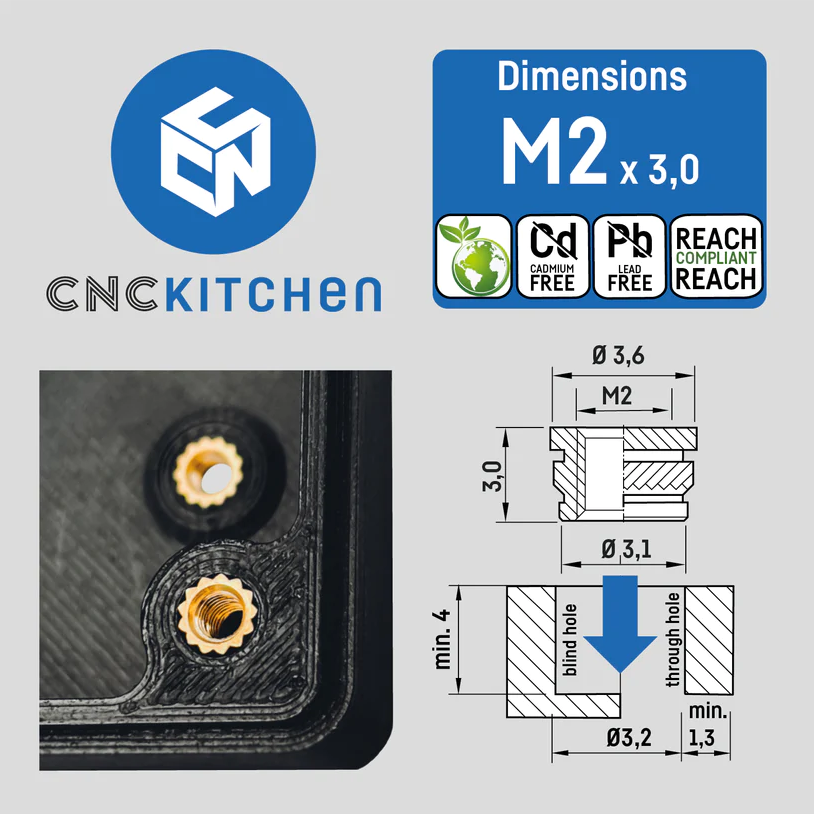 CNCKITCHEN
Dimensions
M2 x 3,0
Cd
CADMIUM
FREE
Pb
LEAD
FREE
REACH
COMPLIANT
REACH
Ø 3,6
M2
3,0
Ø 3,1
min. 4
blind hole
through hole
min.
Ø3,2
1,3